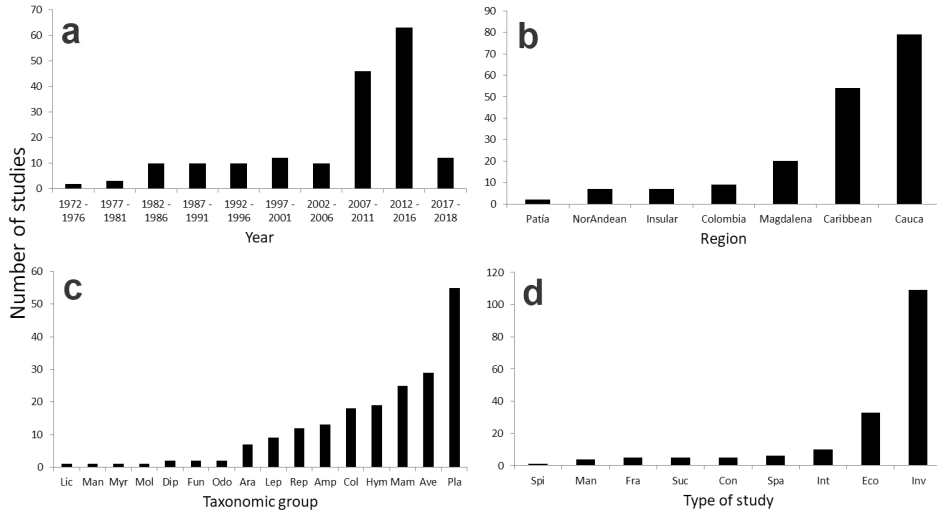 Number of studies
a
70
60
50
40
30
20
10
0
1972 - 1977 - 1982 - 1987 - 1992 - 1997 - 2002 - 2007 - 2012 - 2017 -
1976 1981 1986 1991 1996 2001 2006 2011 2016 2018
Year
b
90
80
70
60
50
40
30
20
10
0
Patía NorAndean Insular Colombia Magdalena Caribbean Cauca
Region
c
60
50
40
30
20
10
0
Lic Man Myr Mol Dip Fun Odo Ara Lep Rep Amp Col Hym Mam Ave Pla
Taxonomic group
d
120
100
80
60
40
20
0
Spi Man Fra Suc Con Spa Int Eco Inv
Type of study